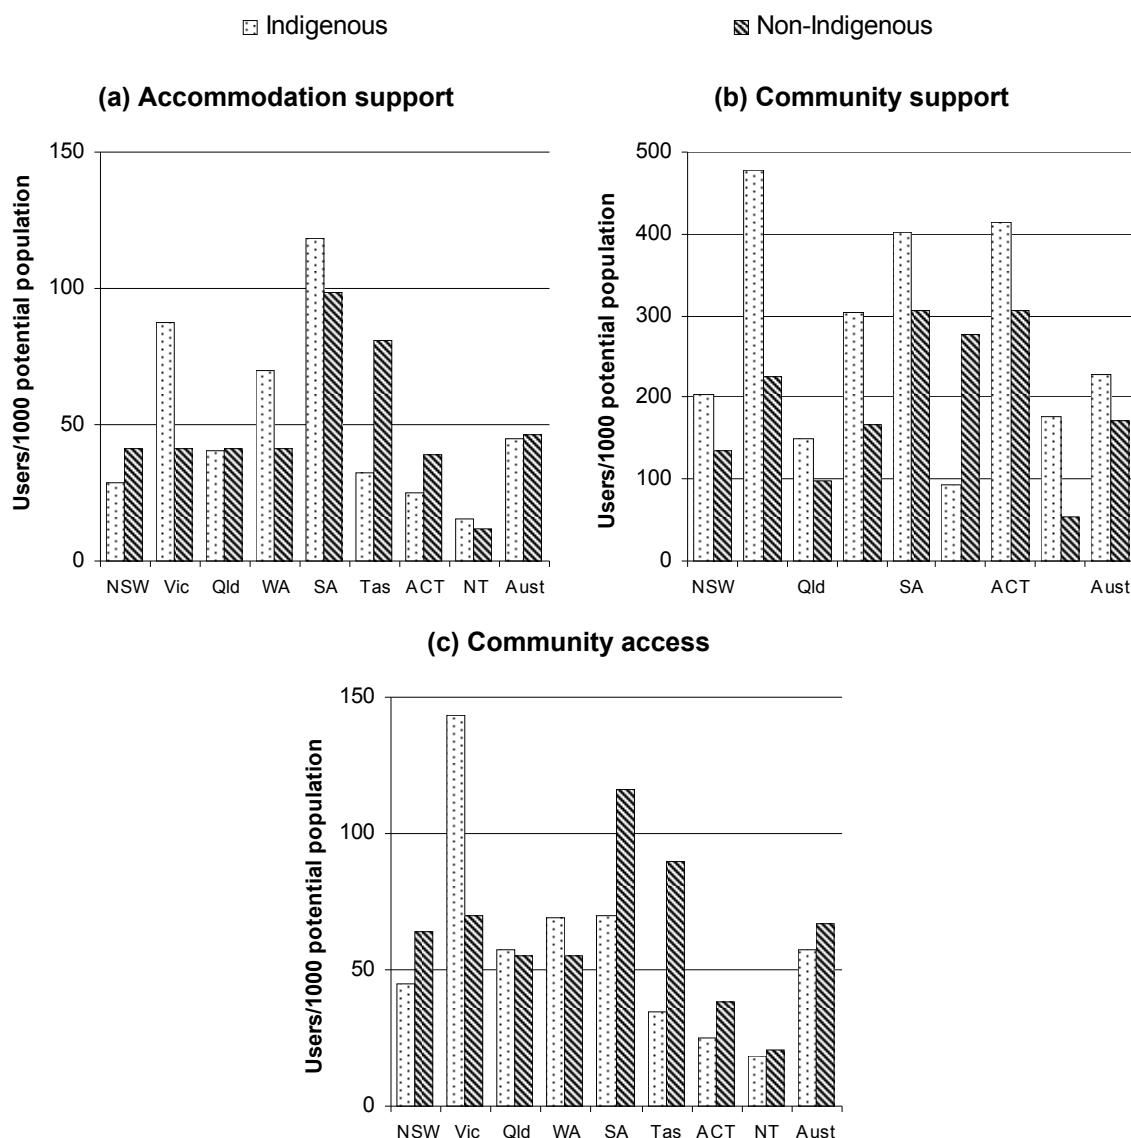 Indigenous
Non-Indigenous
(a) Accommodation support
Users/1000 potential population
150
100
50
0
NSW Vic Qld WA SA Tas ACT NT Aust
(b) Community support
Users/1000 potential population
500
400
300
200
100
0
NSW Qld SA ACT Aust
(c) Community access
Users/1000 potential population
150
100
50
0
NSW Vic Qld WA SA Tas ACT NT Aust